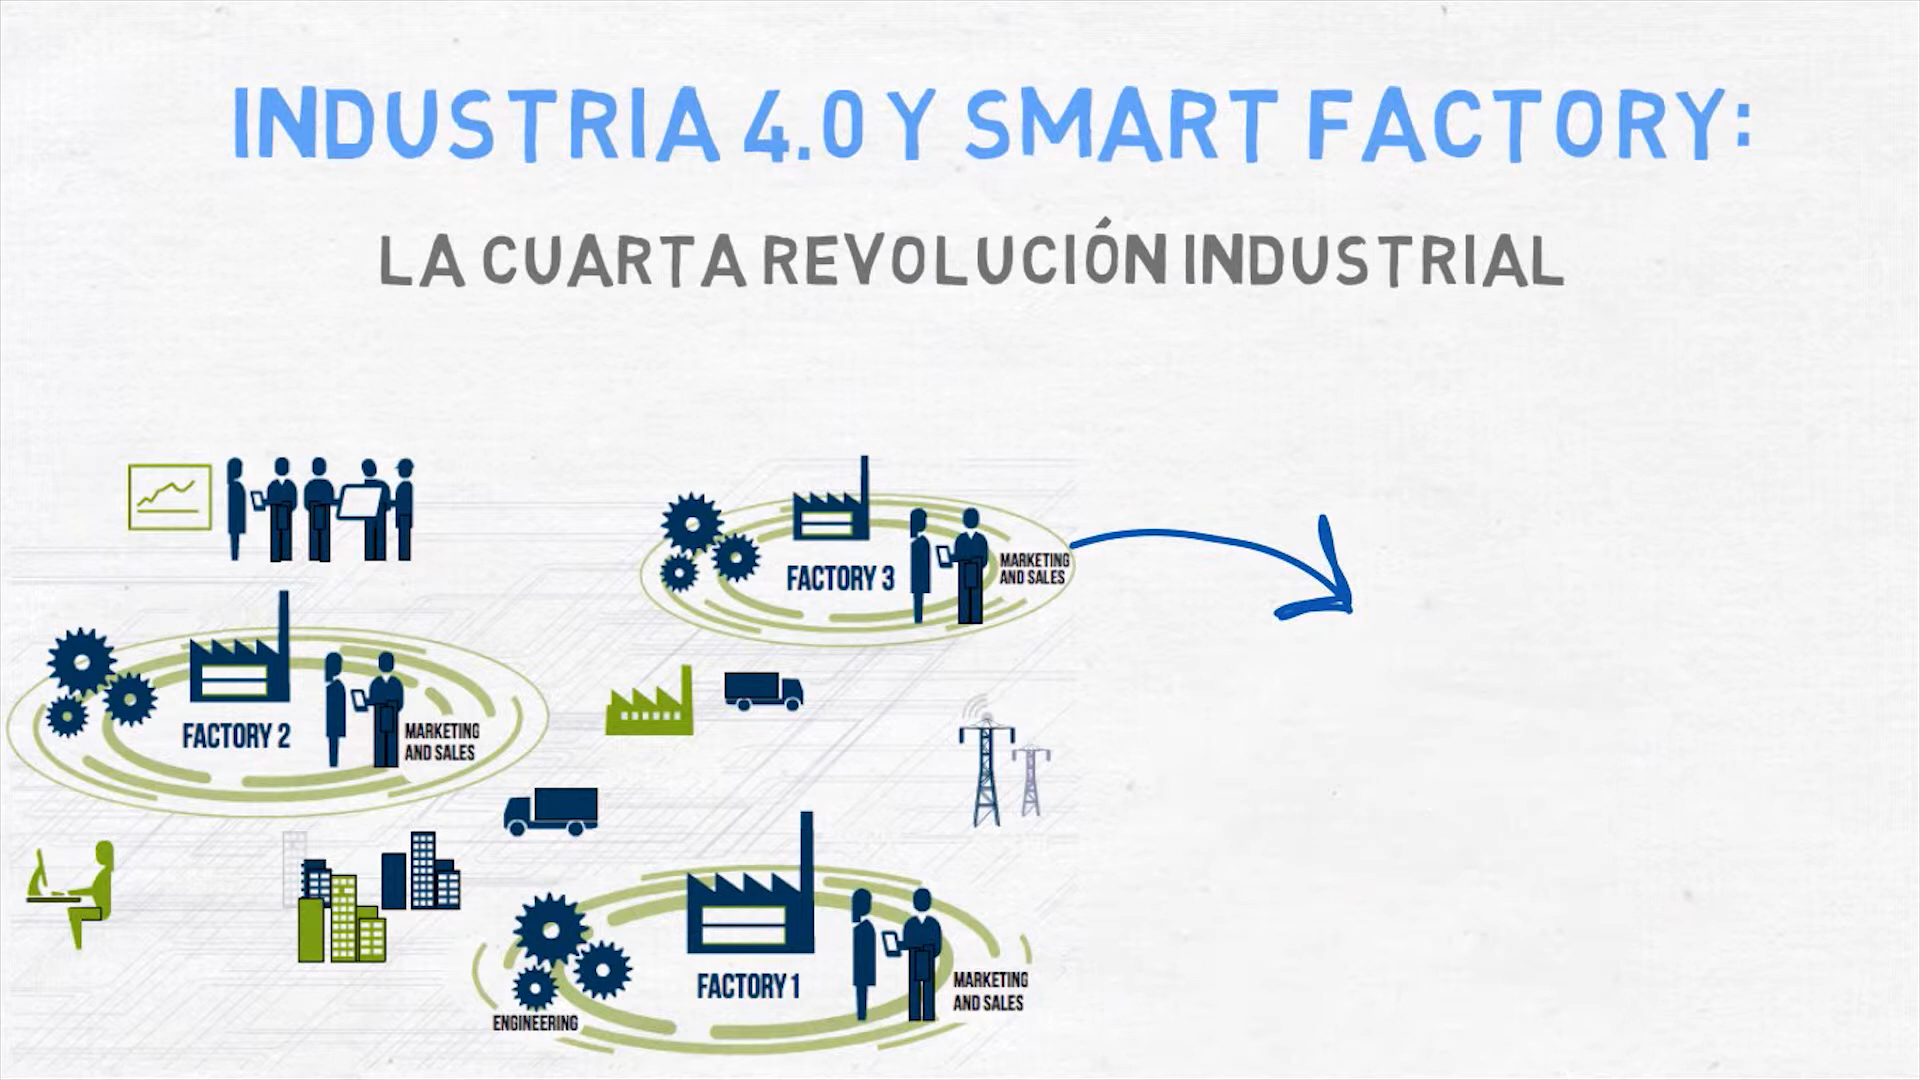 INDUSTRIA 4.0 Y SMART FACTORY:
LA CUARTA REVOLUCIÓN INDUSTRIAL
FACTORY 3
MARKETING
AND SALES
FACTORY 2
MARKETING
AND SALES
FACTORY 1
MARKETING
AND SALES
ENGINEERING